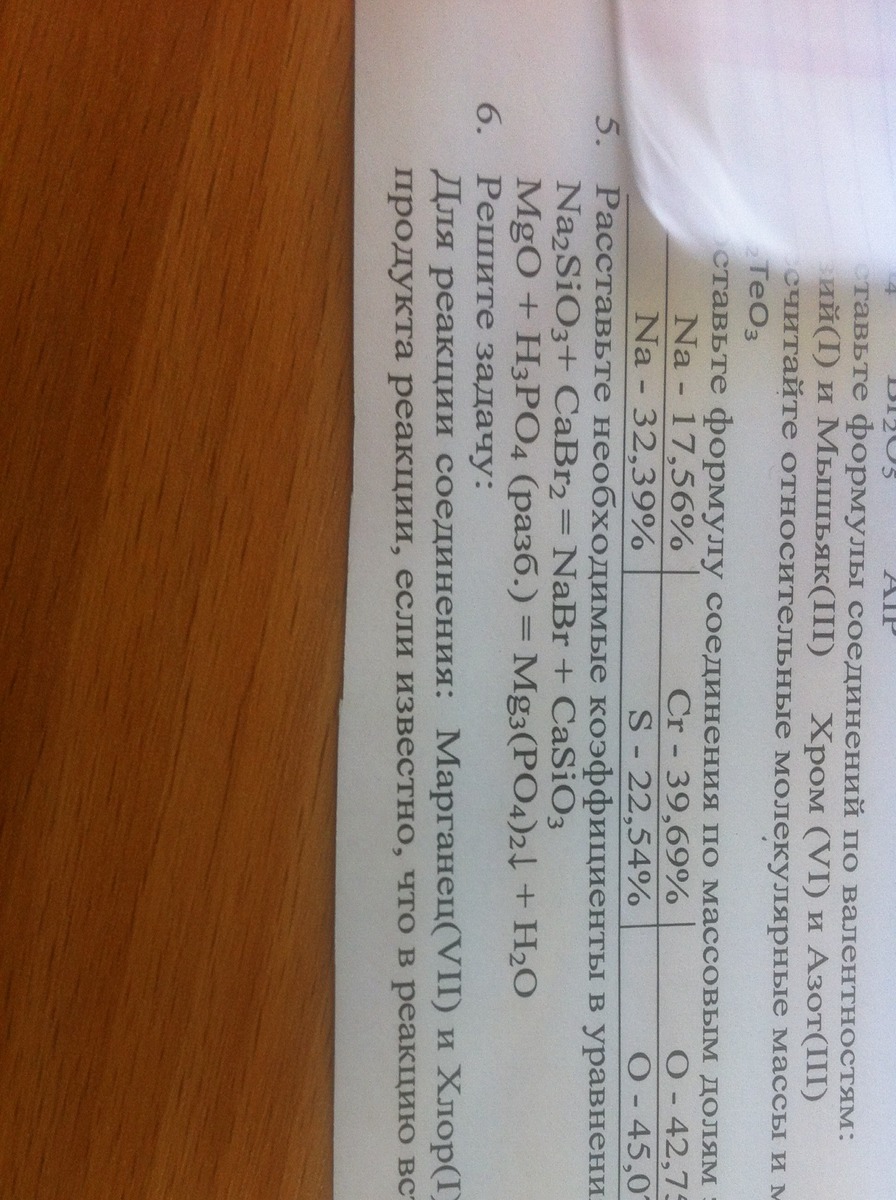 Bi₂O₅ AlP
ставьте формулы соединений по валентностям:
зий(I) и Мышьяк(III) Хром (VI) и Азот(III)
считайте относительные молекулярные массы и
₂TeO₃
ставьте формулу соединения по массовым долям
Na - 17,56% Cr - 39,69% O - 42,7
Na - 32,39% S - 22,54% O - 45,0
5. Расставьте необходимые коэффициенты в уравнени
Na₂SiO₃+ CaBr₂ = NaBr + CaSiO₃
MgO + H₃PO₄ (разб.) = Mg₃(PO₄)₂↓ + H₂O
6. Решите задачу:
Для реакции соединения: Марганец(VII) и Хлор(I)
продукта реакции, если известно, что в реакцию вс